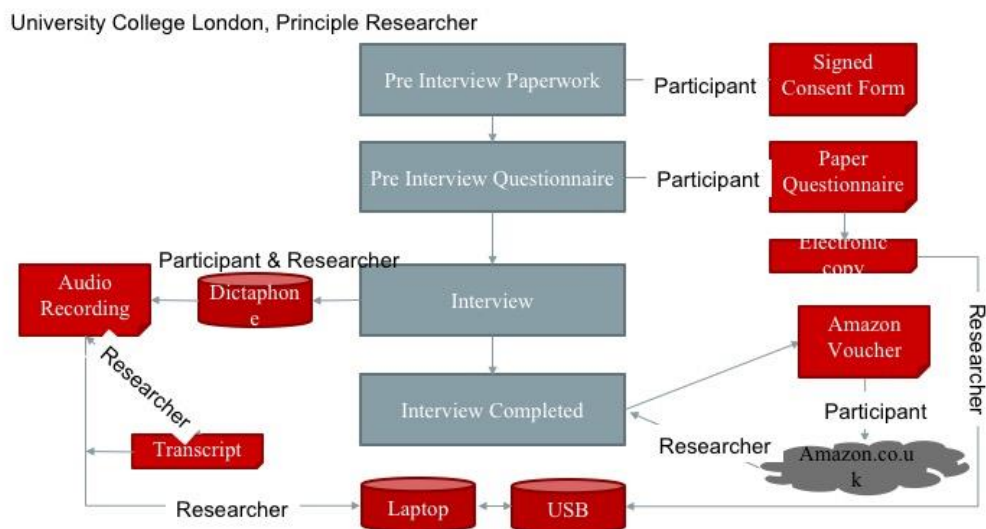 University College London, Principle Researcher
Pre Interview Paperwork
Participant
Signed
Consent Form
Pre Interview Questionnaire
Participant
Paper
Questionnaire
Electronic
copy
Participant & Researcher
Audio
Recording
Dictaphon
e
Interview
Amazon
Voucher
Researcher
Researcher
Interview Completed
Participant
Researcher
Transcript
Amazon.co.u
k
Researcher
Laptop
USB